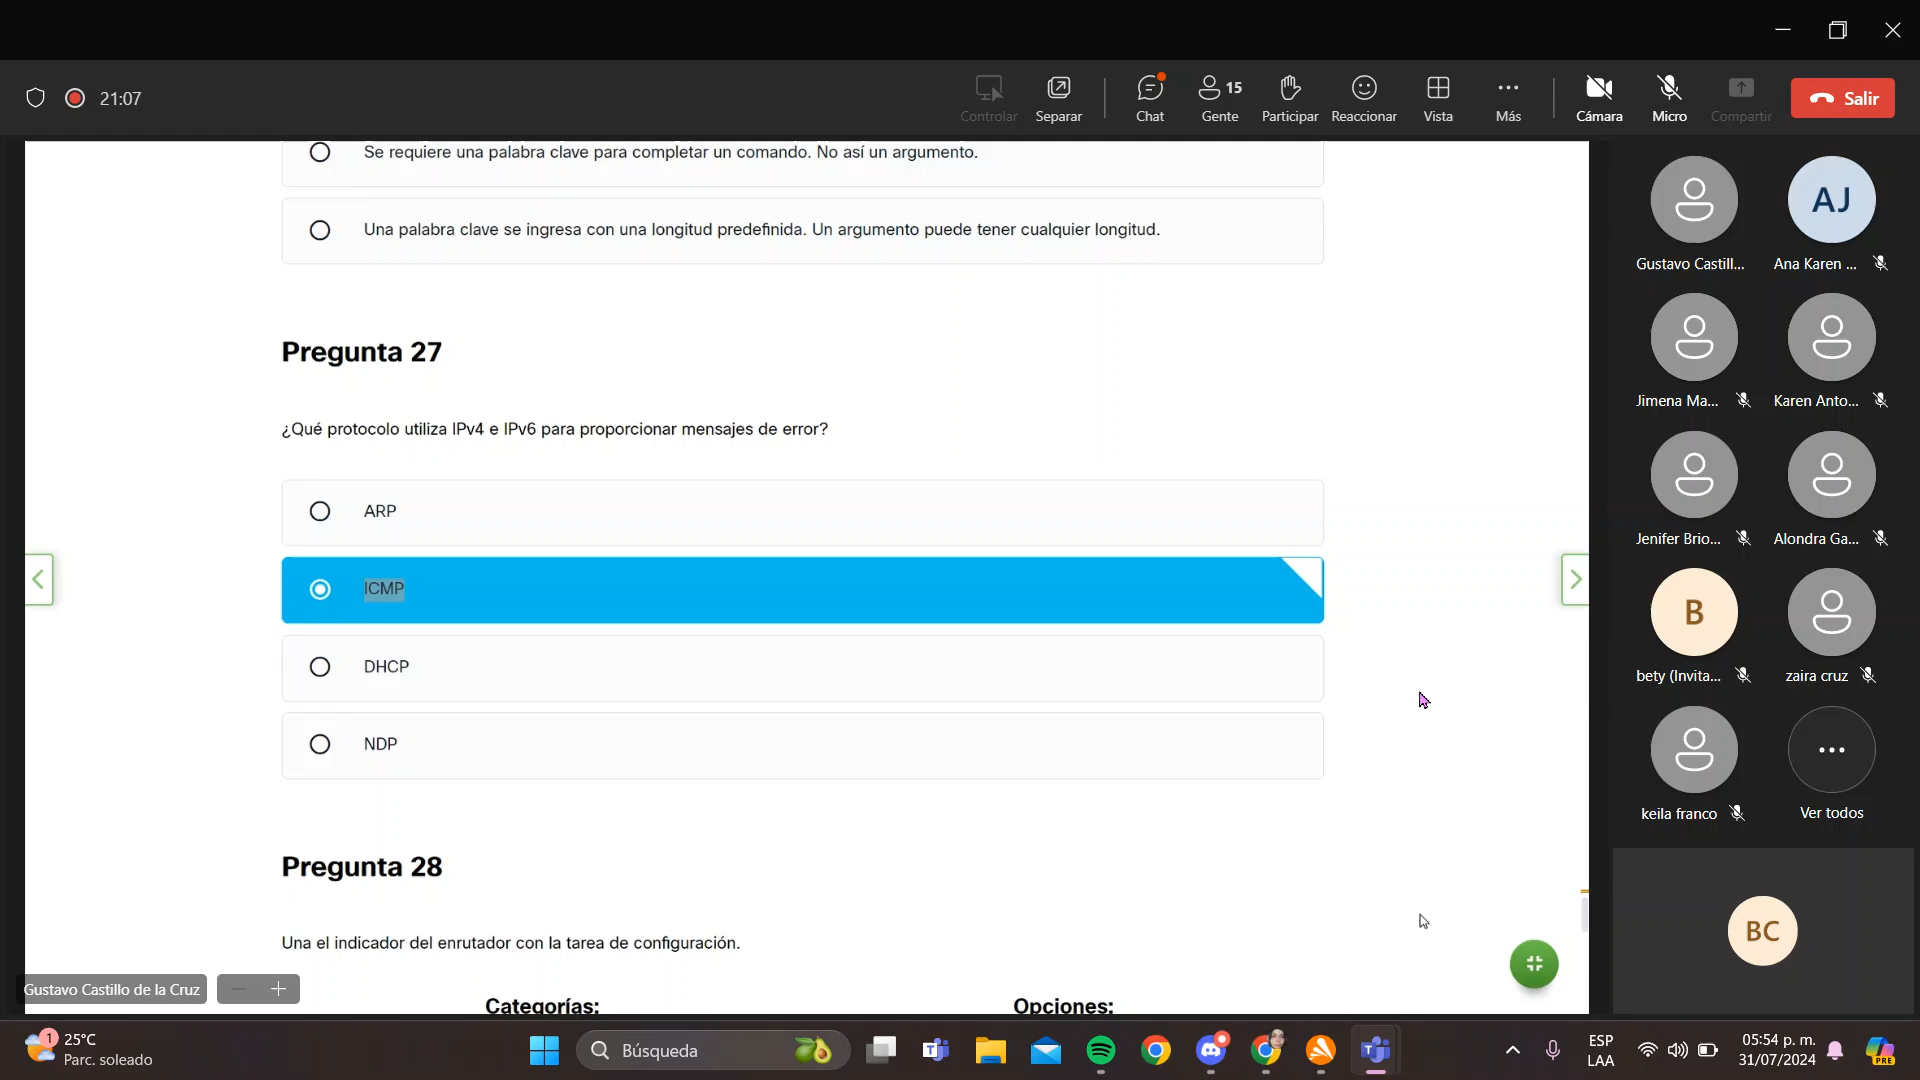 21:07
Controlar
Separar
Chat
15
Gente
Participar
Reaccionar
Vista
Más
Cámara
Micro
Compartir
Salir
Se requiere una palabra clave para completar un comando. No así un argumento.
Una palabra clave se ingresa con una longitud predefinida. Un argumento puede tener cualquier longitud.
Pregunta 27
¿Qué protocolo utiliza IPv4 e IPv6 para proporcionar mensajes de error?
ARP
ICMP
DHCP
NDP
Pregunta 28
Una el indicador del enrutador con la tarea de configuración.
Categorías:
Opciones:
Gustavo Castillo de la Cruz
AJ
Gustavo Castill...
Ana Karen ...
Jimena Ma...
Karen Anto...
Jenifer Brio...
Alondra Ga...
B
bety (Invita...
zaira cruz
keila franco
Ver todos
BC
1
25°C
Parc. soleado
Búsqueda
ESP
LAA
05:54 p. m.
31/07/2024
PRE